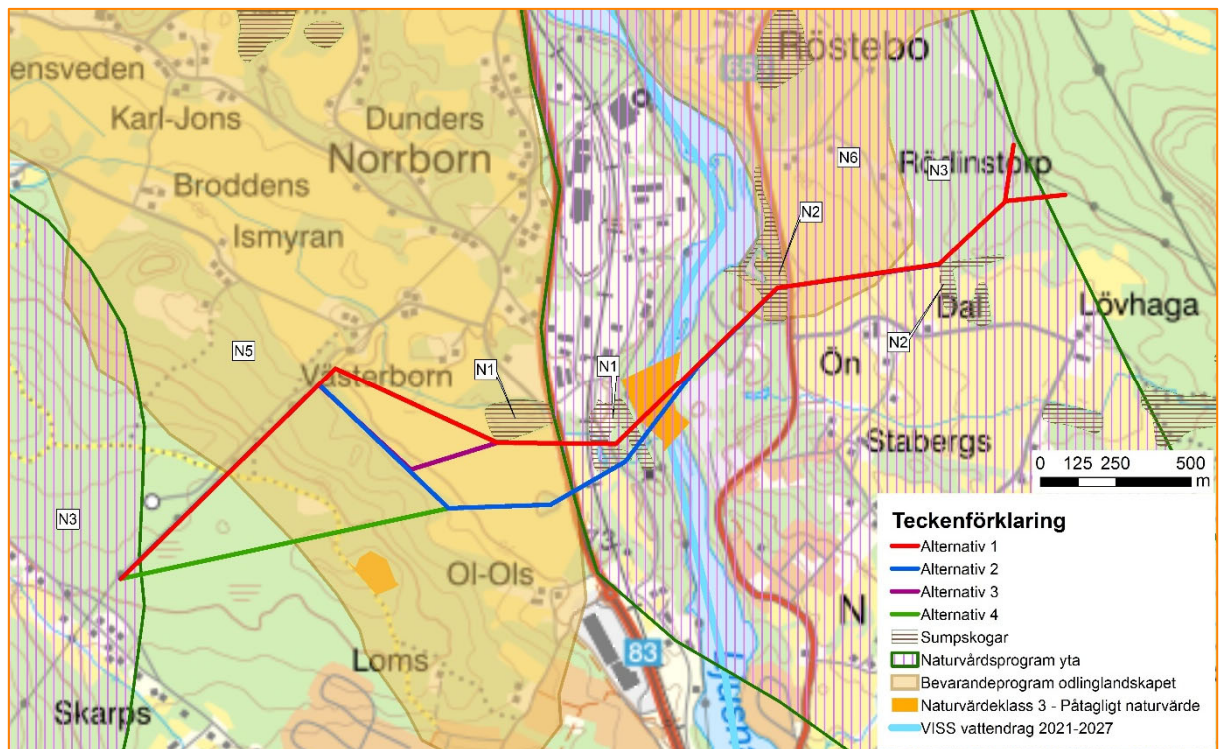 Röstebo
ensveden
Karl-Jons
Dunders
Norrborn
N6
Rödinstorp
N3
Broddens
N2
Ismyran
Dal
Lövhaga
N5
Västerborn
N1
N1
N2
Ön
Stabergs
0 125 250 500
m
N3
73
Ol-Ols
N
Loms
83
Skarps
Teckenförklaring
Alternativ 1
Alternativ 2
Alternativ 3
Alternativ 4
Sumpskogar
Naturvårdsprogram yta
Bevarandeprogram odlinglandskapet
Naturvärdeklass 3 - Påtagligt naturvärde
VISS vattendrag 2021-2027